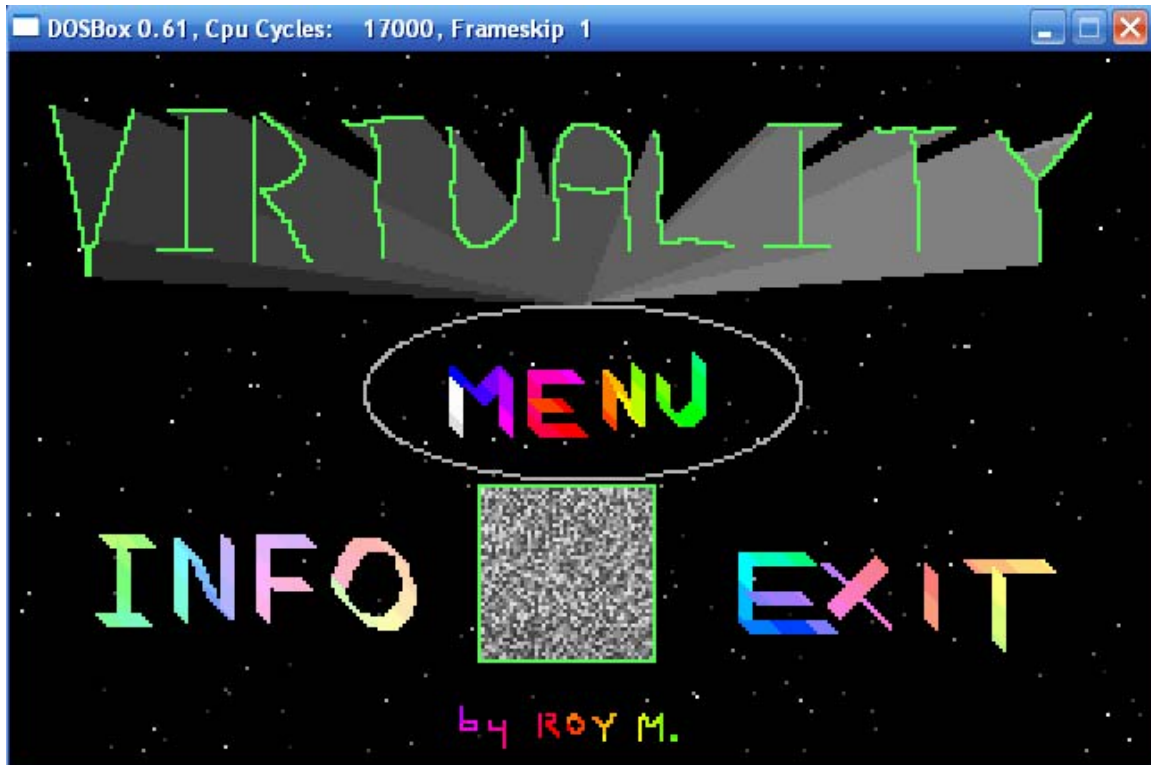 DOSBox 0.61, Cpu Cycles: 17000, Frameskip 1
VIRTUALITY
MENU
INFO
EXIT
by ROY M.